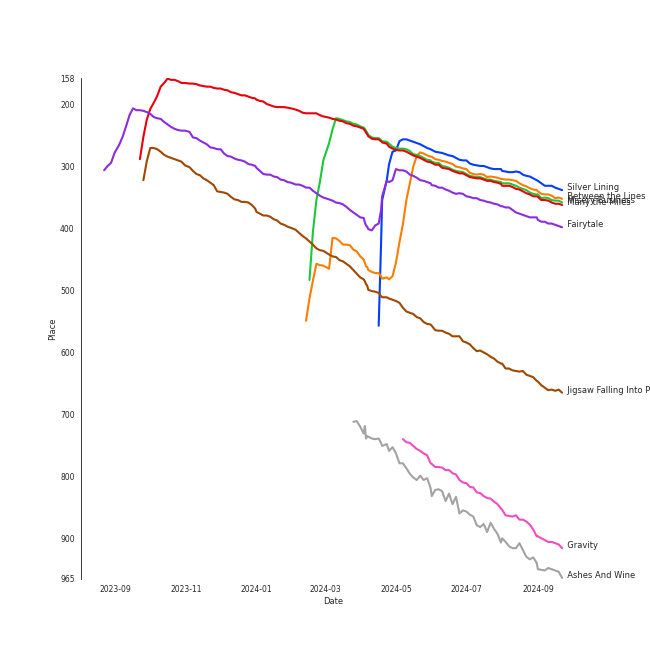 158
200
300
400
500
600
700
800
900
965
Place
2023-09
2023-11
2024-01
2024-03
2024-05
2024-07
2024-09
Date
Silver Lining
Between the Lines
Fairytale
Jigsaw Falling Into P
Gravity
Ashes And Wine